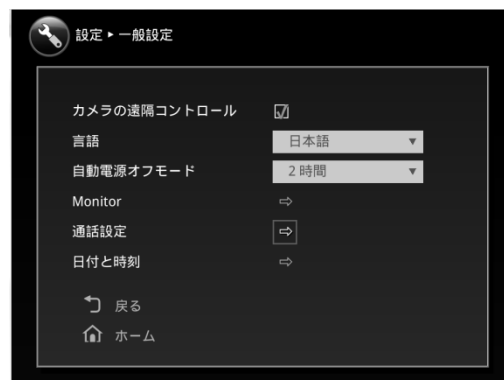 設定 ▸ 一般設定
カメラの遠隔コントロール
言語 日本語
自動電源オフモード 2 時間
Monitor
通話設定
日付と時刻
戻る
ホーム